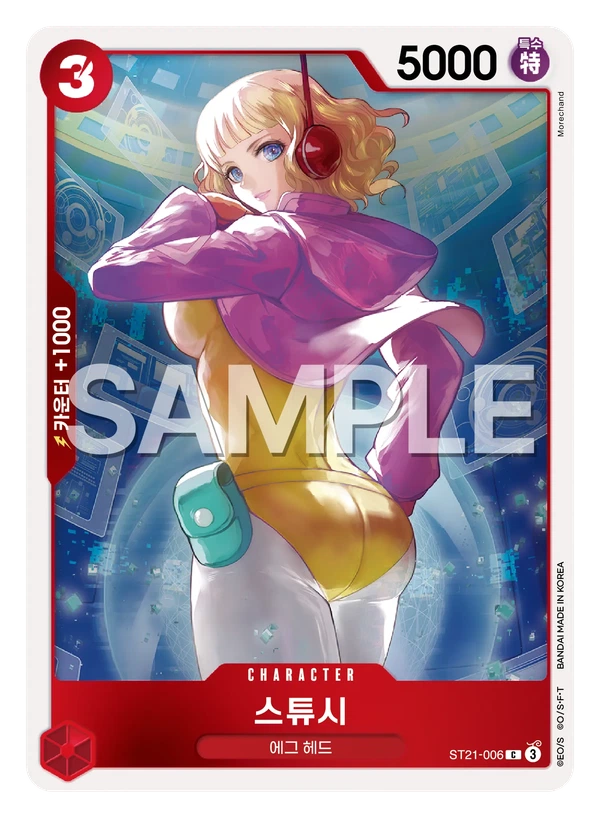 3
5000
특수
特
Morechand
⚡카운터 +1000
SAMPLE
BANDAI MADE IN KOREA
©EO/S ©O/S・F・T
CHARACTER
스튜시
에그 헤드
ST21-006 C 3